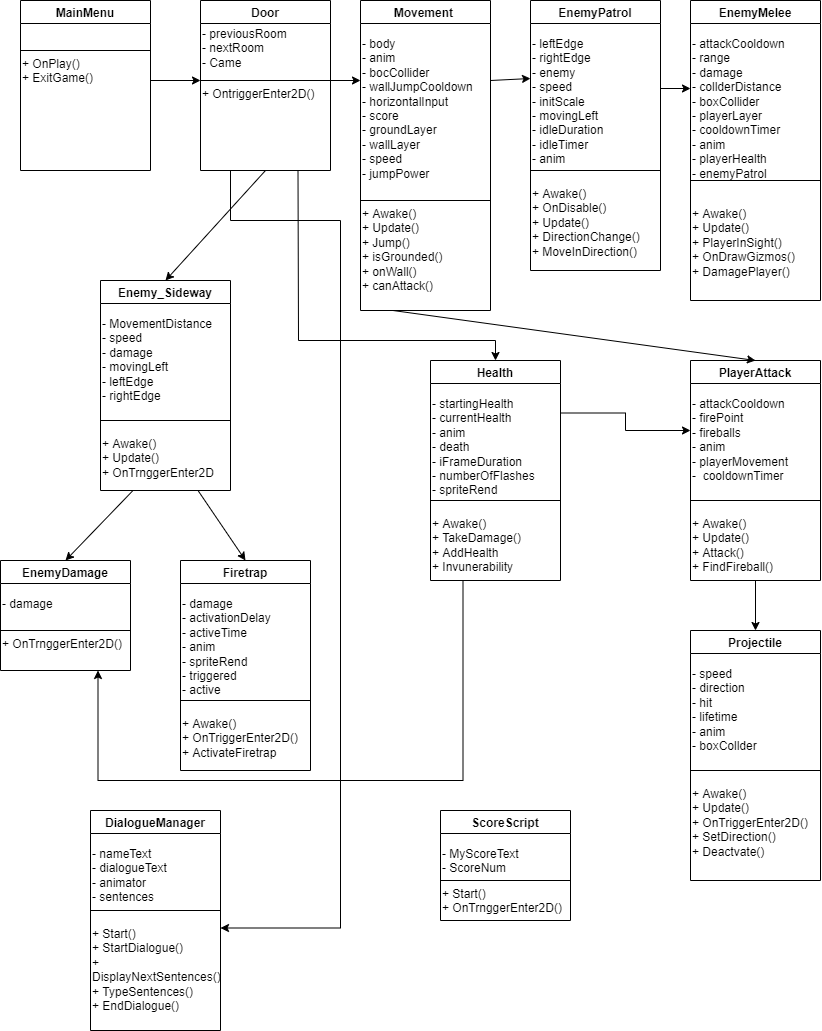 MainMenu
+ OnPlay()
+ ExitGame()
Door
- previousRoom
- nextRoom
- Came
+ OntriggerEnter2D()
Movement
- body
- anim
- bocCollider
- wallJumpCooldown
- horizontalInput
- score
- groundLayer
- wallLayer
- speed
- jumpPower
+ Awake()
+ Update()
+ Jump()
+ isGrounded()
+ onWall()
+ canAttack()
EnemyPatrol
- leftEdge
- rightEdge
- enemy
- speed
- initScale
- movingLeft
- idleDuration
- idleTimer
- anim
+ Awake()
+ OnDisable()
+ Update()
+ DirectionChange()
+ MoveInDirection()
EnemyMelee
- attackCooldown
- range
- damage
- collderDistance
- boxCollider
- playerLayer
- cooldownTimer
- anim
- playerHealth
- enemyPatrol
+ Awake()
+ Update()
+ PlayerInSight()
+ OnDrawGizmos()
+ DamagePlayer()
Enemy_Sideway
- MovementDistance
- speed
- damage
- movingLeft
- leftEdge
- rightEdge
+ Awake()
+ Update()
+ OnTrnggerEnter2D
Health
- startingHealth
- currentHealth
- anim
- death
- iFrameDuration
- numberOfFlashes
- spriteRend
+ Awake()
+ TakeDamage()
+ AddHealth
+ Invunerability
PlayerAttack
- attackCooldown
- firePoint
- fireballs
- anim
- playerMovement
- cooldownTimer
+ Awake()
+ Update()
+ Attack()
+ FindFireball()
EnemyDamage
- damage
+ OnTrnggerEnter2D()
Firetrap
- damage
- activationDelay
- activeTime
- anim
- spriteRend
- triggered
- active
+ Awake()
+ OnTriggerEnter2D()
+ ActivateFiretrap
Projectile
- speed
- direction
- hit
- lifetime
- anim
- boxCollder
+ Awake()
+ Update()
+ OnTriggerEnter2D()
+ SetDirection()
+ Deactvate()
DialogueManager
- nameText
- dialogueText
- animator
- sentences
+ Start()
+ StartDialogue()
+
DisplayNextSentences()
+ TypeSentences()
+ EndDialogue()
ScoreScript
- MyScoreText
- ScoreNum
+ Start()
+ OnTrnggerEnter2D()